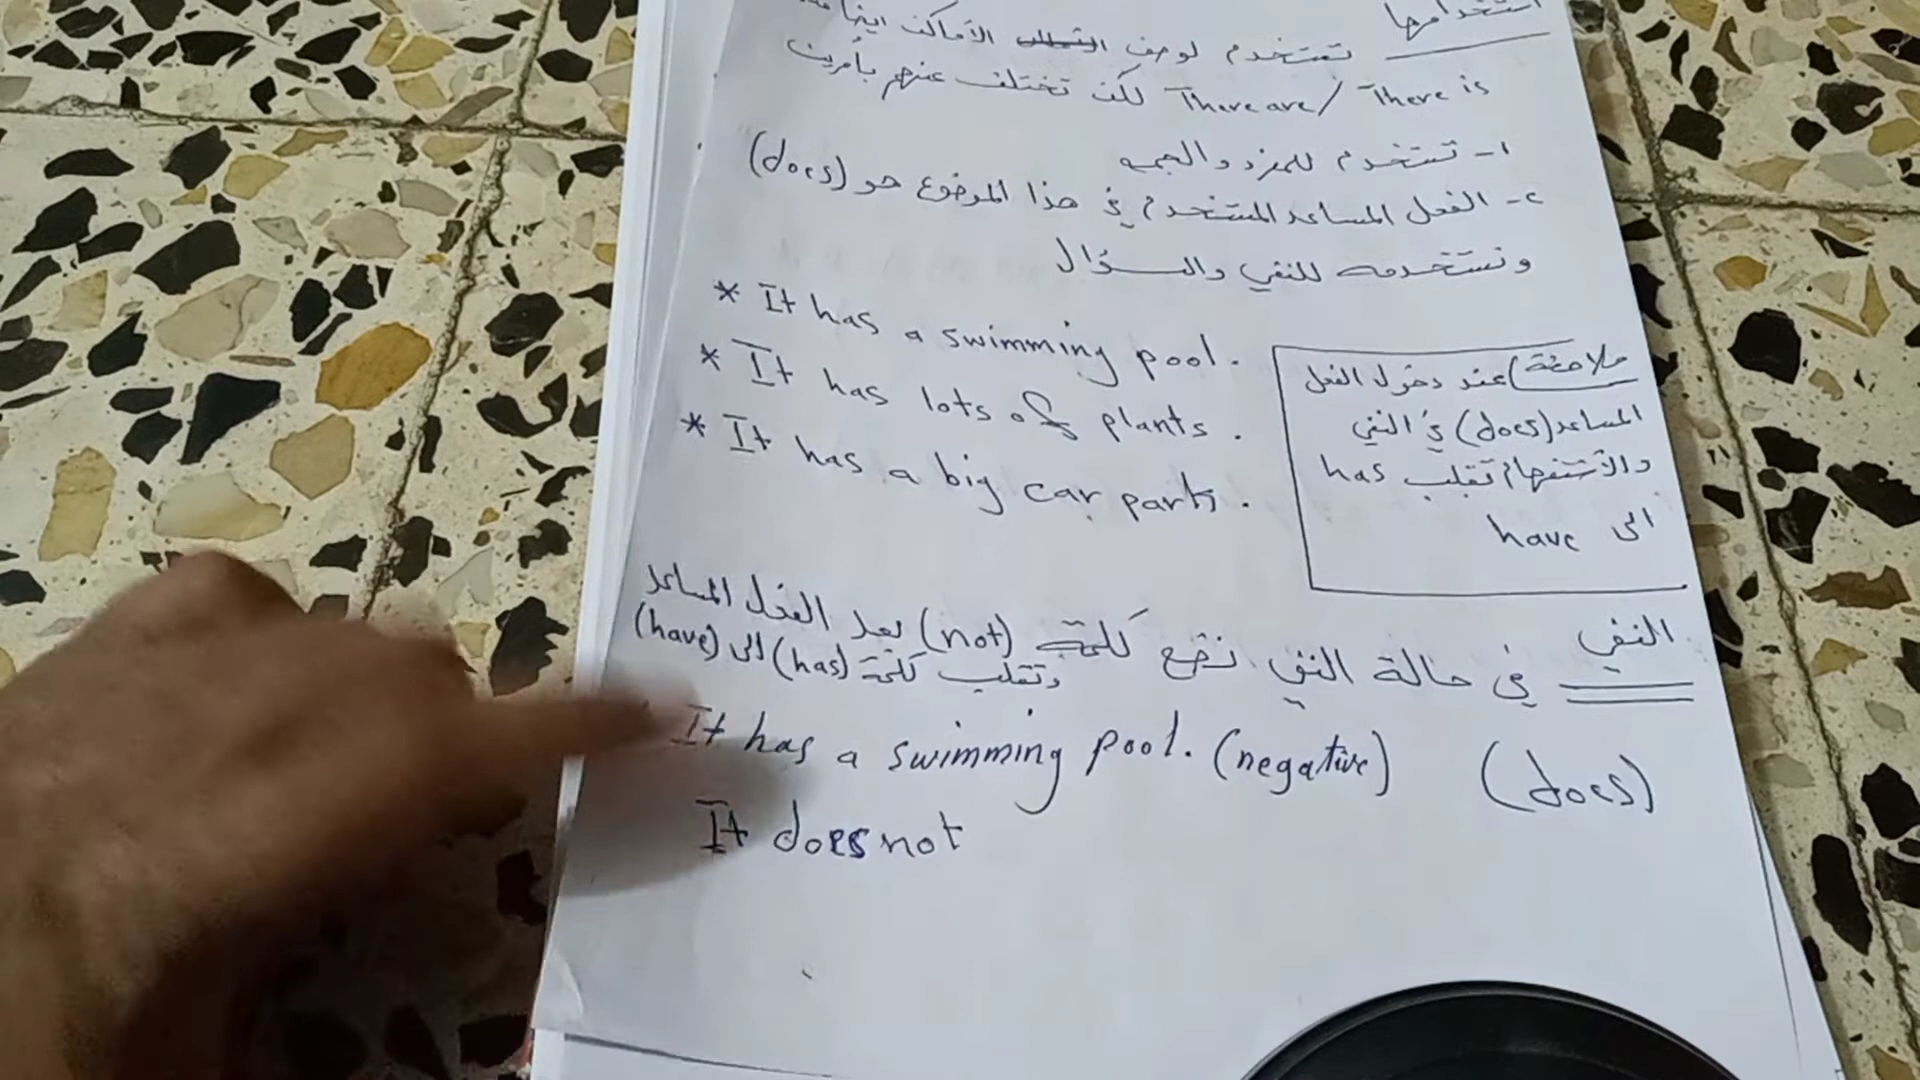 استخدامها
تستخدم لوصف الأماكن ايضا
There is / There are لكن تختلف عنهم بأمرين
١- تستخدم للمفرد والجمع
٢- الفعل المساعد المستخدم في هذا الموضوع هو (does)
ونستخدمه للنفي والسؤال
* It has a swimming pool.
* It has lots of plants.
* It has a big car park.
ملاحظة) عند دخول الفعل
المساعد (does) في النفي
والأستفهام تقلب has
الى have
النفي
في حالة النفي نضع كلمة (not) بعد الفعل المساعد
وتقلب كلمة (has) الى (have)
It has a swimming pool. (negative) (does)
It does not